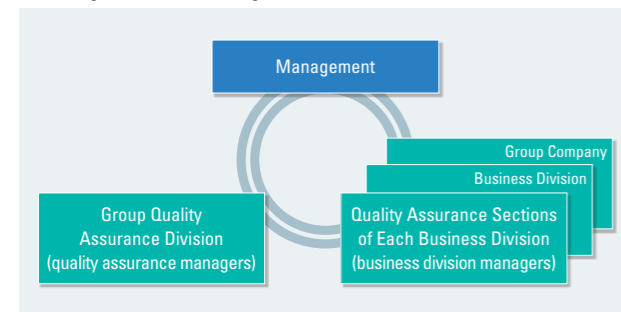 Management
Group Company
Business Division
Group Quality
Assurance Division
(quality assurance managers)
Quality Assurance Sections
of Each Business Division
(business division managers)